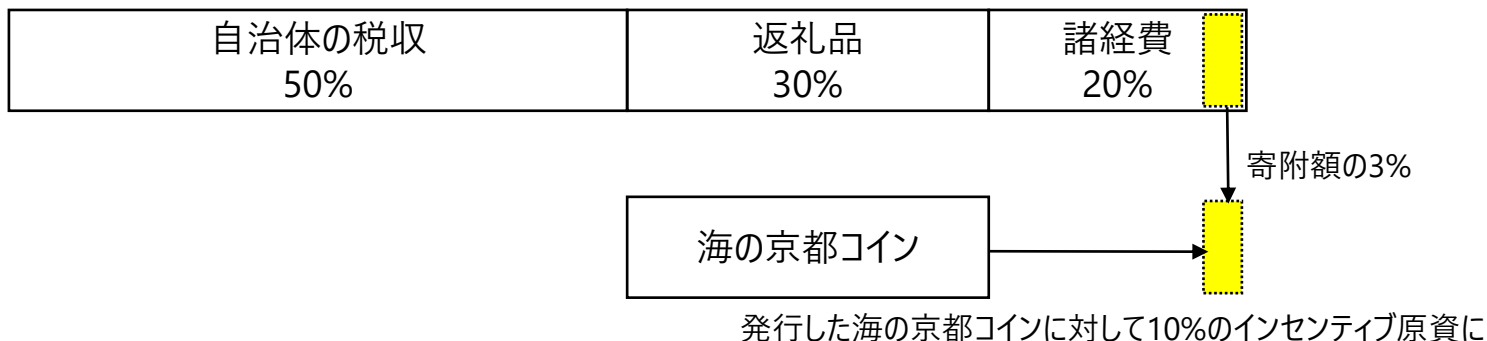 自治体の税収
50%
返礼品
30%
諸経費
20%
寄附額の3%
海の京都コイン
発行した海の京都コインに対して10%のインセンティブ原資に